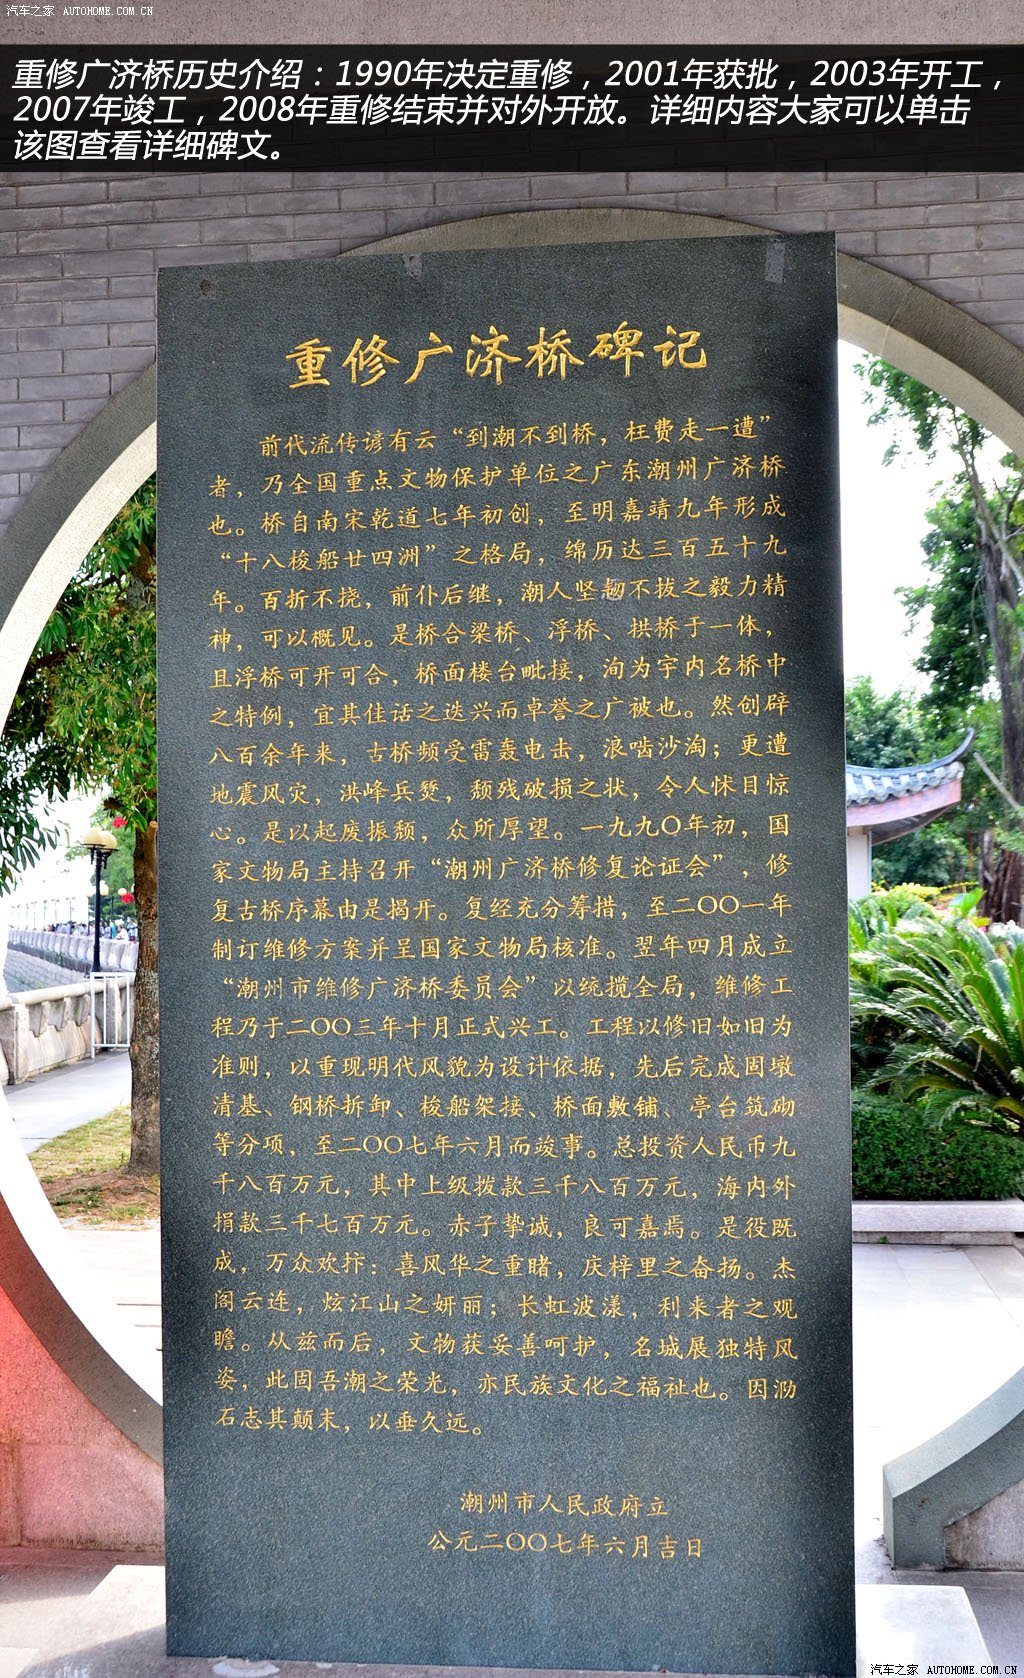 汽车之家 AUTOHOME.COM.CN
重修广济桥历史介绍：1990年决定重修，2001年获批，2003年开工，
2007年竣工，2008年重修结束并对外开放。详细内容大家可以单击
该图查看详细碑文。
重修广济桥碑记
前代流传谚有云“到潮不到桥，枉费走一遭”
者，乃全国重点文物保护单位之广东潮州广济桥
也。桥自南宋乾道七年初创，至明嘉靖九年形成
“十八梭船廿四洲”之格局，绵历达三百五十九
年。百折不挠，前仆后继，潮人坚韧不拔之毅力精
神，可以概见。是桥合梁桥、浮桥、拱桥于一体，
且浮桥可开可合，桥面楼台毗接，洵为宇内名桥中
之特例，宜其佳话之迭兴而卓誉之广被也。然创辟
八百余年来，古桥频受雷轰电击，浪啮沙淘；更遭
地震风灾，洪峰兵燹，颓残破损之状，令人怵目惊
心。是以起废振颓，众所厚望。一九九〇年初，国
家文物局主持召开“潮州广济桥修复论证会”，修
复古桥序幕由是揭开。复经充分筹措，至二〇〇一年
制订维修方案并呈国家文物局核准。翌年四月成立
“潮州市维修广济桥委员会”以统揽全局，维修工
程乃于二〇〇三年十月正式兴工。工程以修旧如旧为
准则，以重现明代风貌为设计依据，先后完成固墩
清基、钢桥拆卸、梭船架接、桥面敷铺、亭台筑砌
等分项，至二〇〇七年六月而竣事。总投资人民币九
千八百万元，其中上级拨款三千八百万元，海内外
捐款三千七百万元。赤子挚诚，良可嘉焉。是役既
成，万众欢抃：喜风华之重睹，庆梓里之奋扬。杰
阁云连，炫江山之妍丽；长虹波漾，利来者之观
瞻。从兹而后，文物获妥善呵护，名城展独特风
姿，此固吾潮之荣光，亦民族文化之福祉也。因泐
石志其颠末，以垂久远。
潮州市人民政府立
公元二〇〇七年六月吉日
汽车之家 AUTOHOME.COM.CN